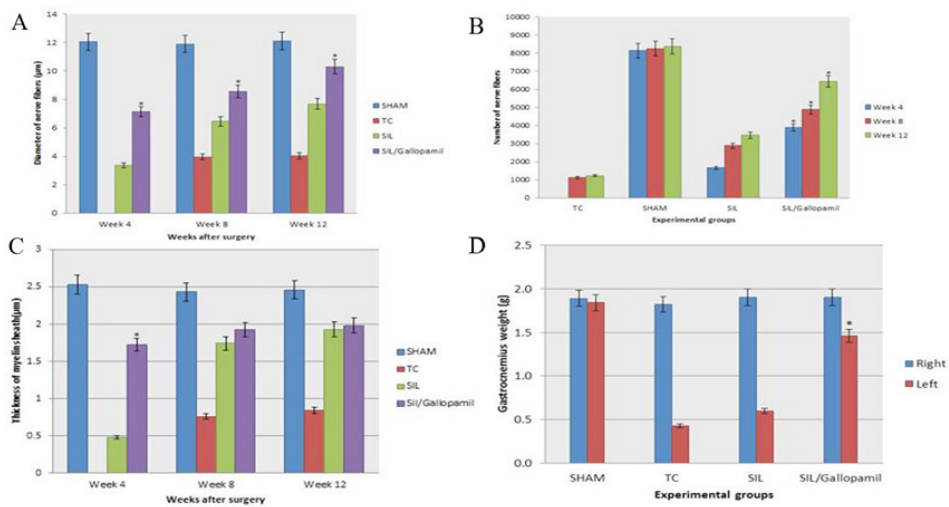 A
14
12
10
8
6
4
2
0
Diameter of nerve fibers (µm)
Week 4
Week 8
Week 12
Weeks after surgery
SHAM
TC
SIL
SIL/Gallopamil
*
*
*
B
10000
9000
8000
7000
6000
5000
4000
3000
2000
1000
0
Number of nerve fibers
TC
SHAM
SIL
SIL/Gallopamil
Experimental groups
Week 4
Week 8
Week 12
*
*
*
C
3
2.5
2
1.5
1
0.5
0
Thickness of myelin sheath(µm)
Week 4
Week 8
Week 12
Weeks after surgery
SHAM
TC
SIL
Sil/Gallopamil
*
D
2.5
2.0
1.5
1.0
0.5
0.0
Gastrocnemius weight (g)
SHAM
TC
SIL
SIL/Gallopamil
Experimental groups
Right
Left
*